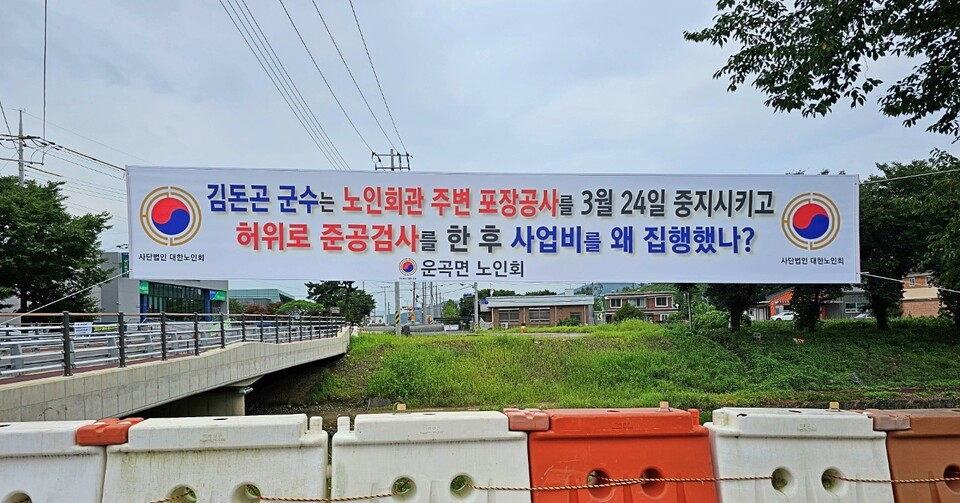 김돈곤 군수는 노인회관 주변 포장공사를 3월 24일 중지시키고
허위로 준공검사를 한 후 사업비를 왜 집행했나?
사단법인 대한노인회
운곡면 노인회
사단법인 대한노인회